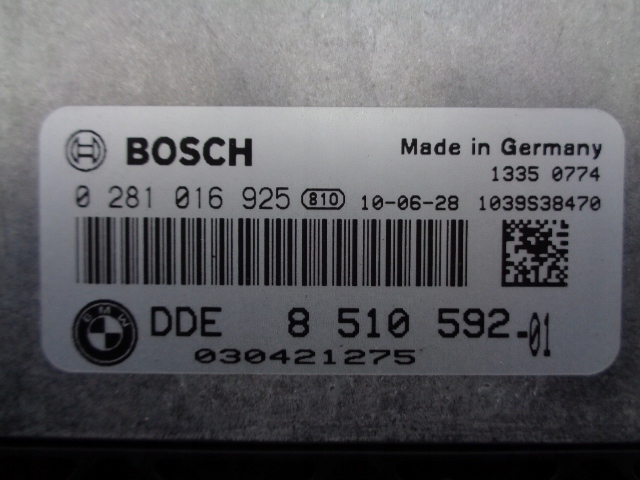 BOSCH
Made in Germany
1335 0774
0 281 016 925 810 10-06-28 1039S38470
BMW
DDE 8 510 592-01
030421275